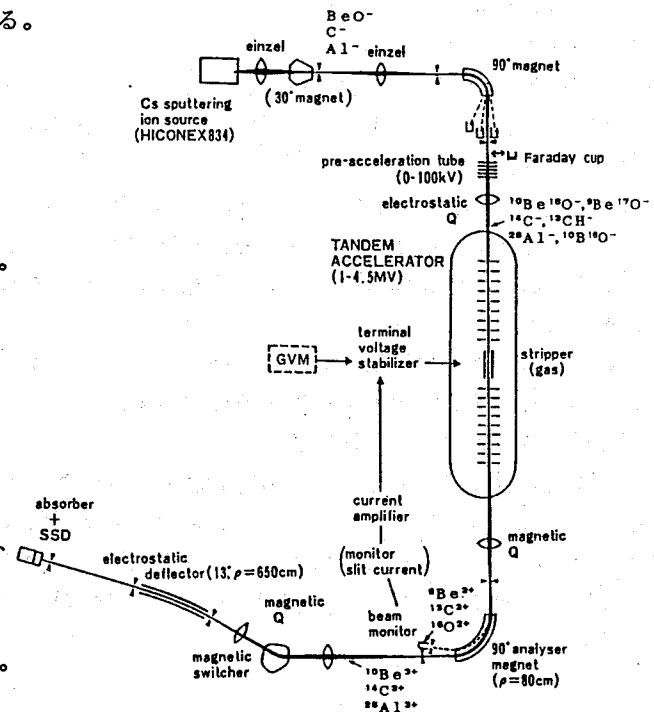 る。
BeO⁻
C⁻
Al⁻
einzel
einzel
(30°magnet)
90°magnet
Cs sputtering
ion source
(HICONEX834)
Faraday cup
pre-acceleration tube
(0-100kV)
electrostatic
Q
¹⁰Be¹⁶O⁻,⁹Be¹⁷O⁻
¹⁴C⁻,¹³CH⁻
²⁶Al⁻,¹⁰B¹⁶O⁻
TANDEM
ACCELERATOR
(1-4.5MV)
。
terminal
voltage
stabilizer
GVM
stripper
(gas)
absorber
+
SSD
current
amplifier
(monitor
slit current)
magnetic
Q
electrostatic
deflector(13°, ρ=650cm)
magnetic
Q
beam
monitor
⁹Be²⁺
¹²C²⁺
¹⁶O²⁺
magnetic
switcher
90°analyser
magnet
(ρ=80cm)
¹⁰Be³⁺
¹⁴C³⁺
²⁶Al³⁺
。